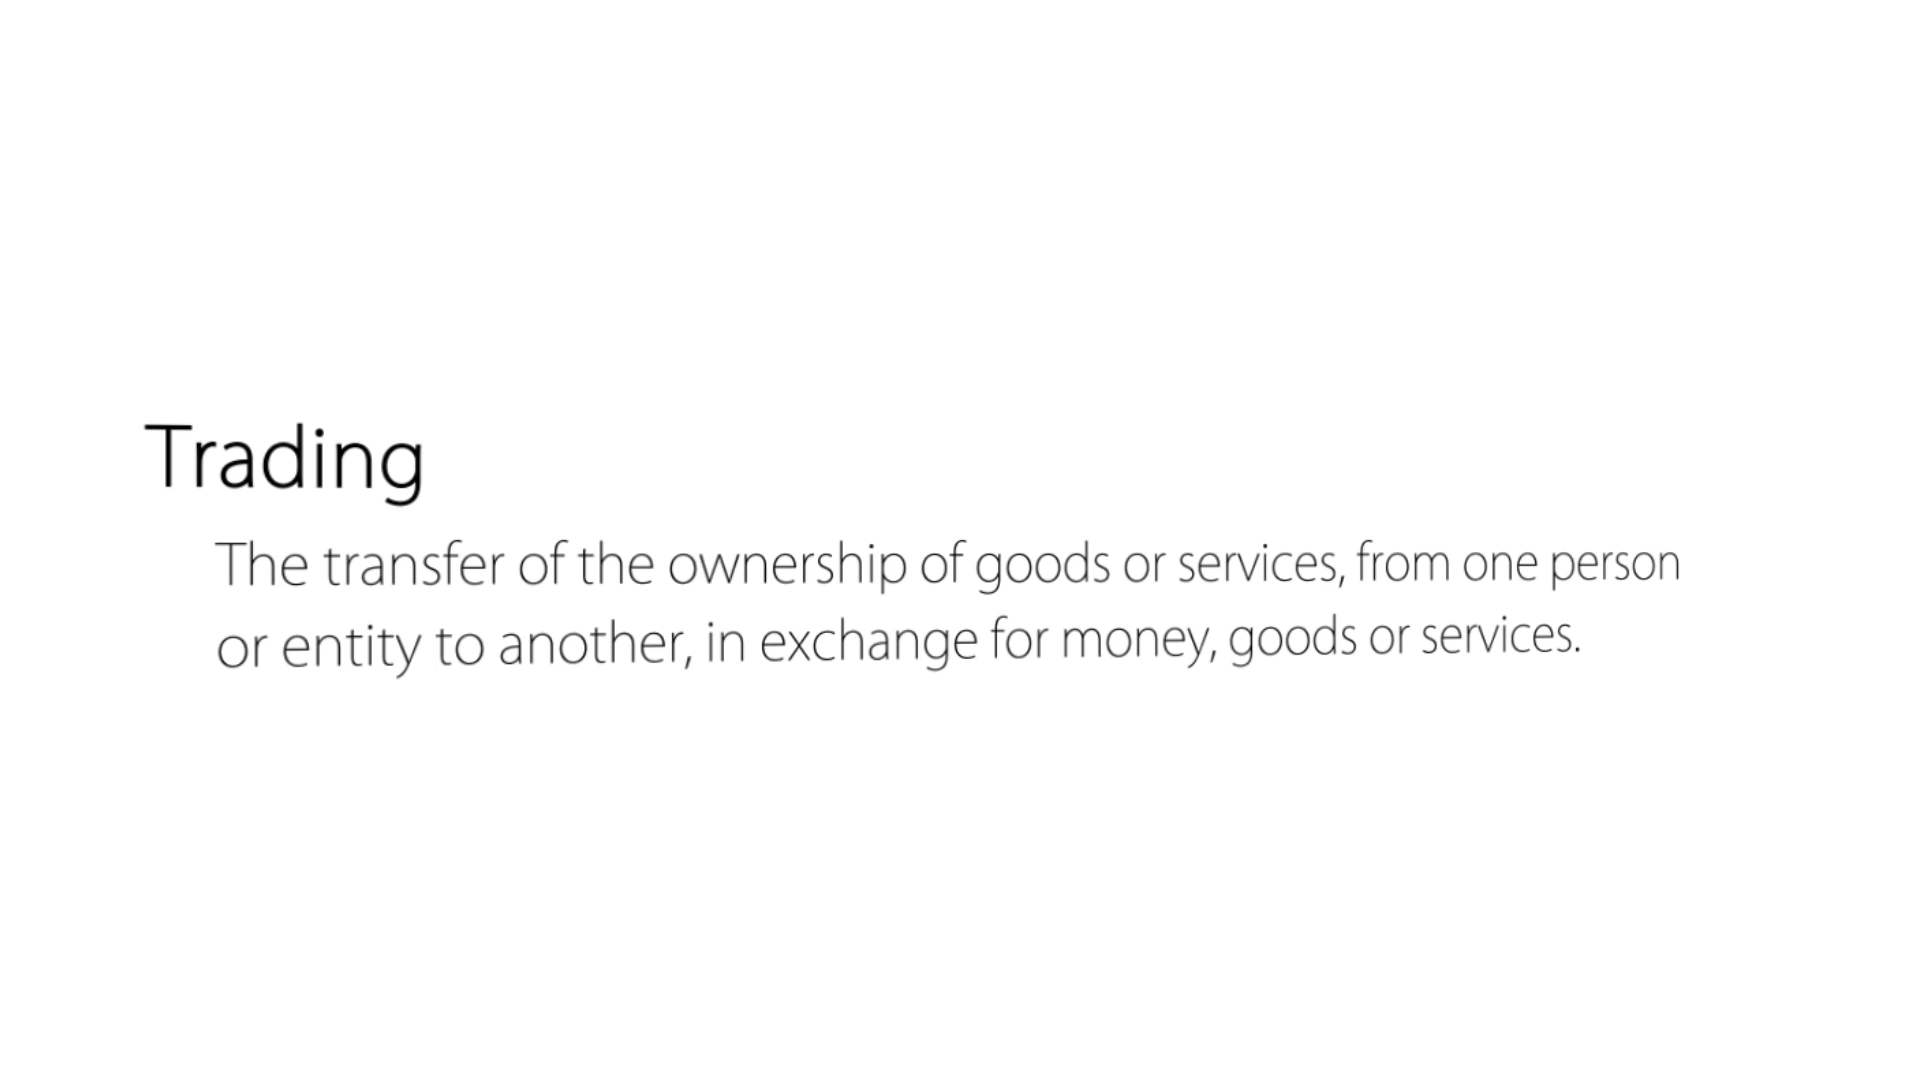 Trading
The transfer of the ownership of goods or services, from one person
or entity to another, in exchange for money, goods or services.